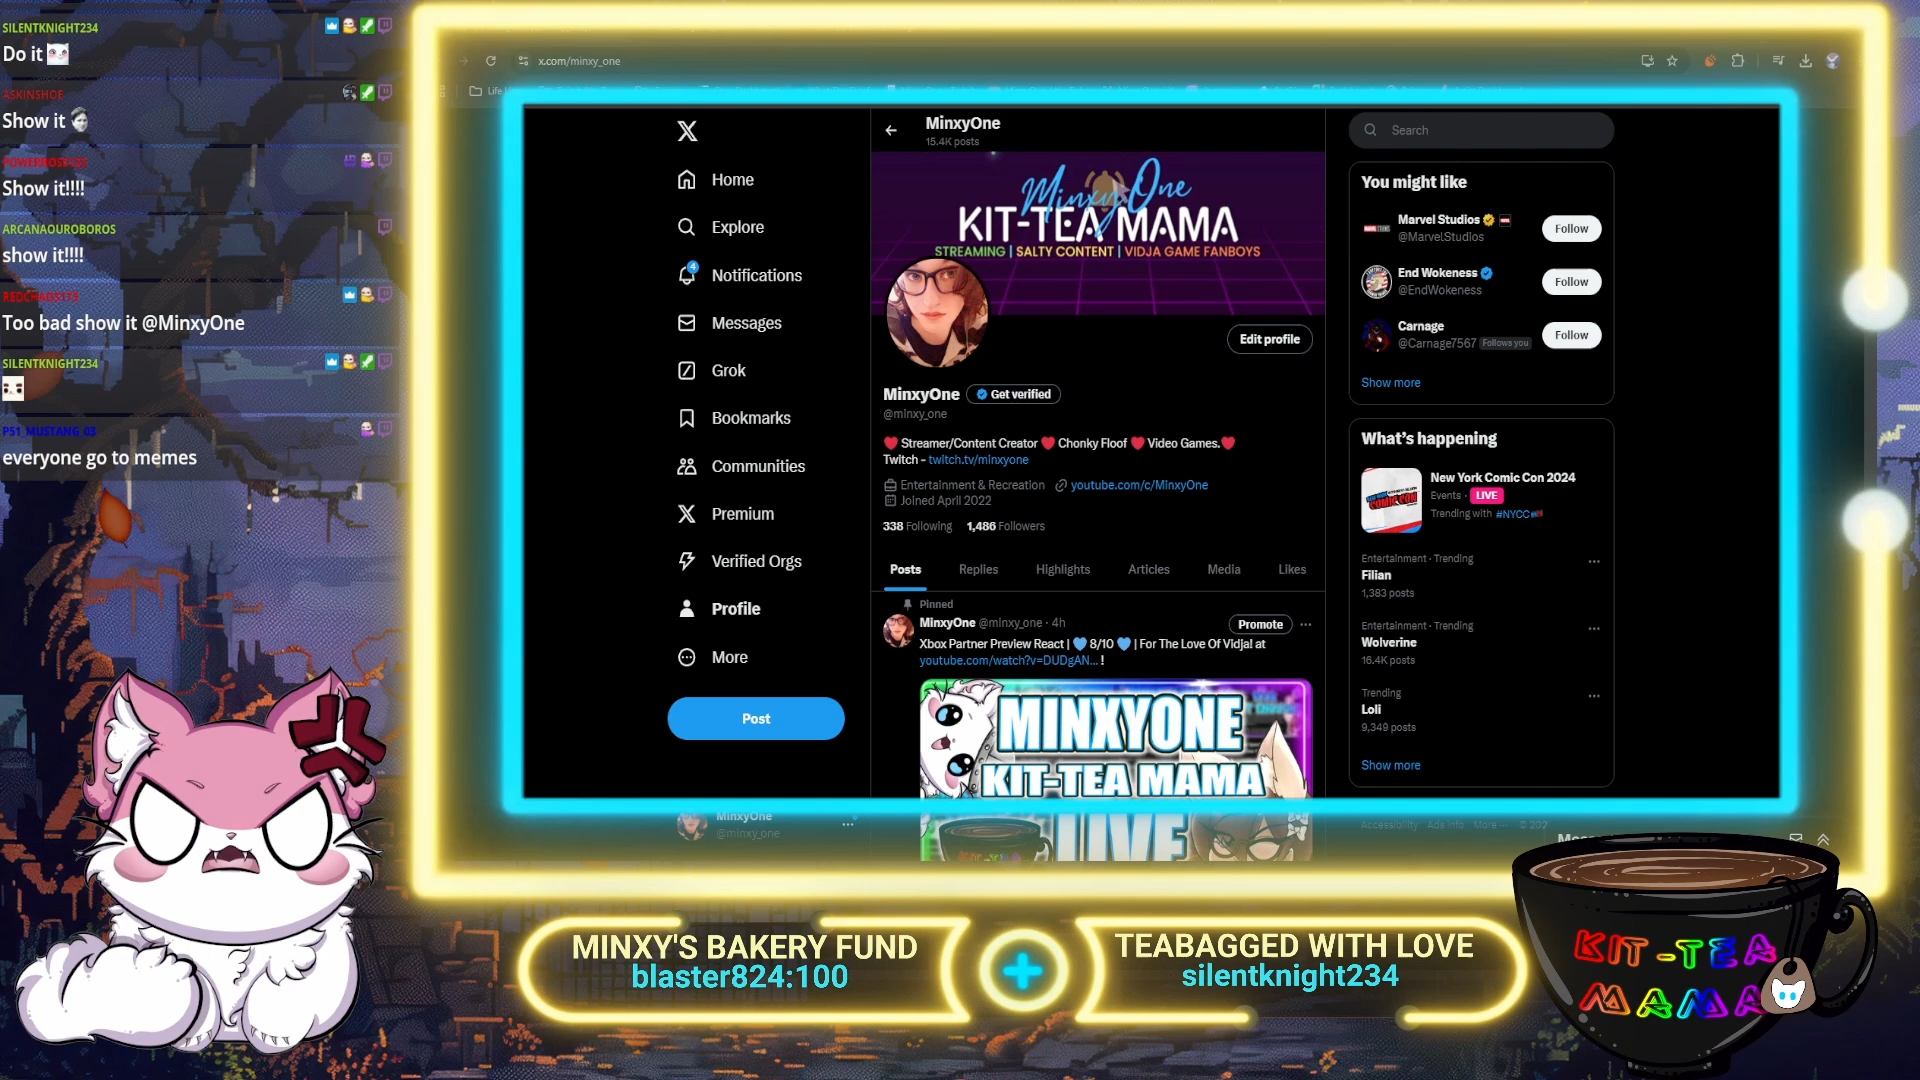 SILENTKNIGHT234
Do it
ASKINSHOE
Show it
Show it!!!!
ARCANAOUROBOROS
show it!!!!
Too bad show it @MinxyOne
SILENTKNIGHT234
P51_MUSTANG_03
everyone go to memes
x.com/minxy_one
Home
Explore
4
Notifications
Messages
Grok
Bookmarks
Communities
Premium
Verified Orgs
Profile
More
Post
MinxyOne
@minxy_one
MinxyOne
15.4K posts
MinxyOne
KIT-TEA MAMA
STREAMING | SALTY CONTENT | VIDJA GAME FANBOYS
Edit profile
MinxyOne Get verified
@minxy_one
Streamer/Content Creator Chonky Floof Video Games.
Twitch - twitch.tv/minxyone
Entertainment & Recreation youtube.com/c/MinxyOne
Joined April 2022
338 Following 1,486 Followers
Posts Replies Highlights Articles Media Likes
Pinned
MinxyOne @minxy_one · 4h Promote
Xbox Partner Preview React | 8/10 | For The Love Of Vidja! at
youtube.com/watch?v=DUDgAN... !
MINXYONE
KIT-TEA MAMA
LIVE
Search
You might like
Marvel Studios
@MarvelStudios
Follow
End Wokeness
@EndWokeness
Follow
Carnage
@Carnage7567 Follows you
Follow
Show more
What's happening
New York Comic Con 2024
Events · LIVE
Trending with #NYCC
Entertainment · Trending
Filian
1,383 posts
Entertainment · Trending
Wolverine
16.4K posts
Trending
Loli
9,349 posts
Show more
Accessibility Ads info More ··· © 202
MINXY'S BAKERY FUND
blaster824:100
TEABAGGED WITH LOVE
silentknight234
KIT-TEA
MAMA